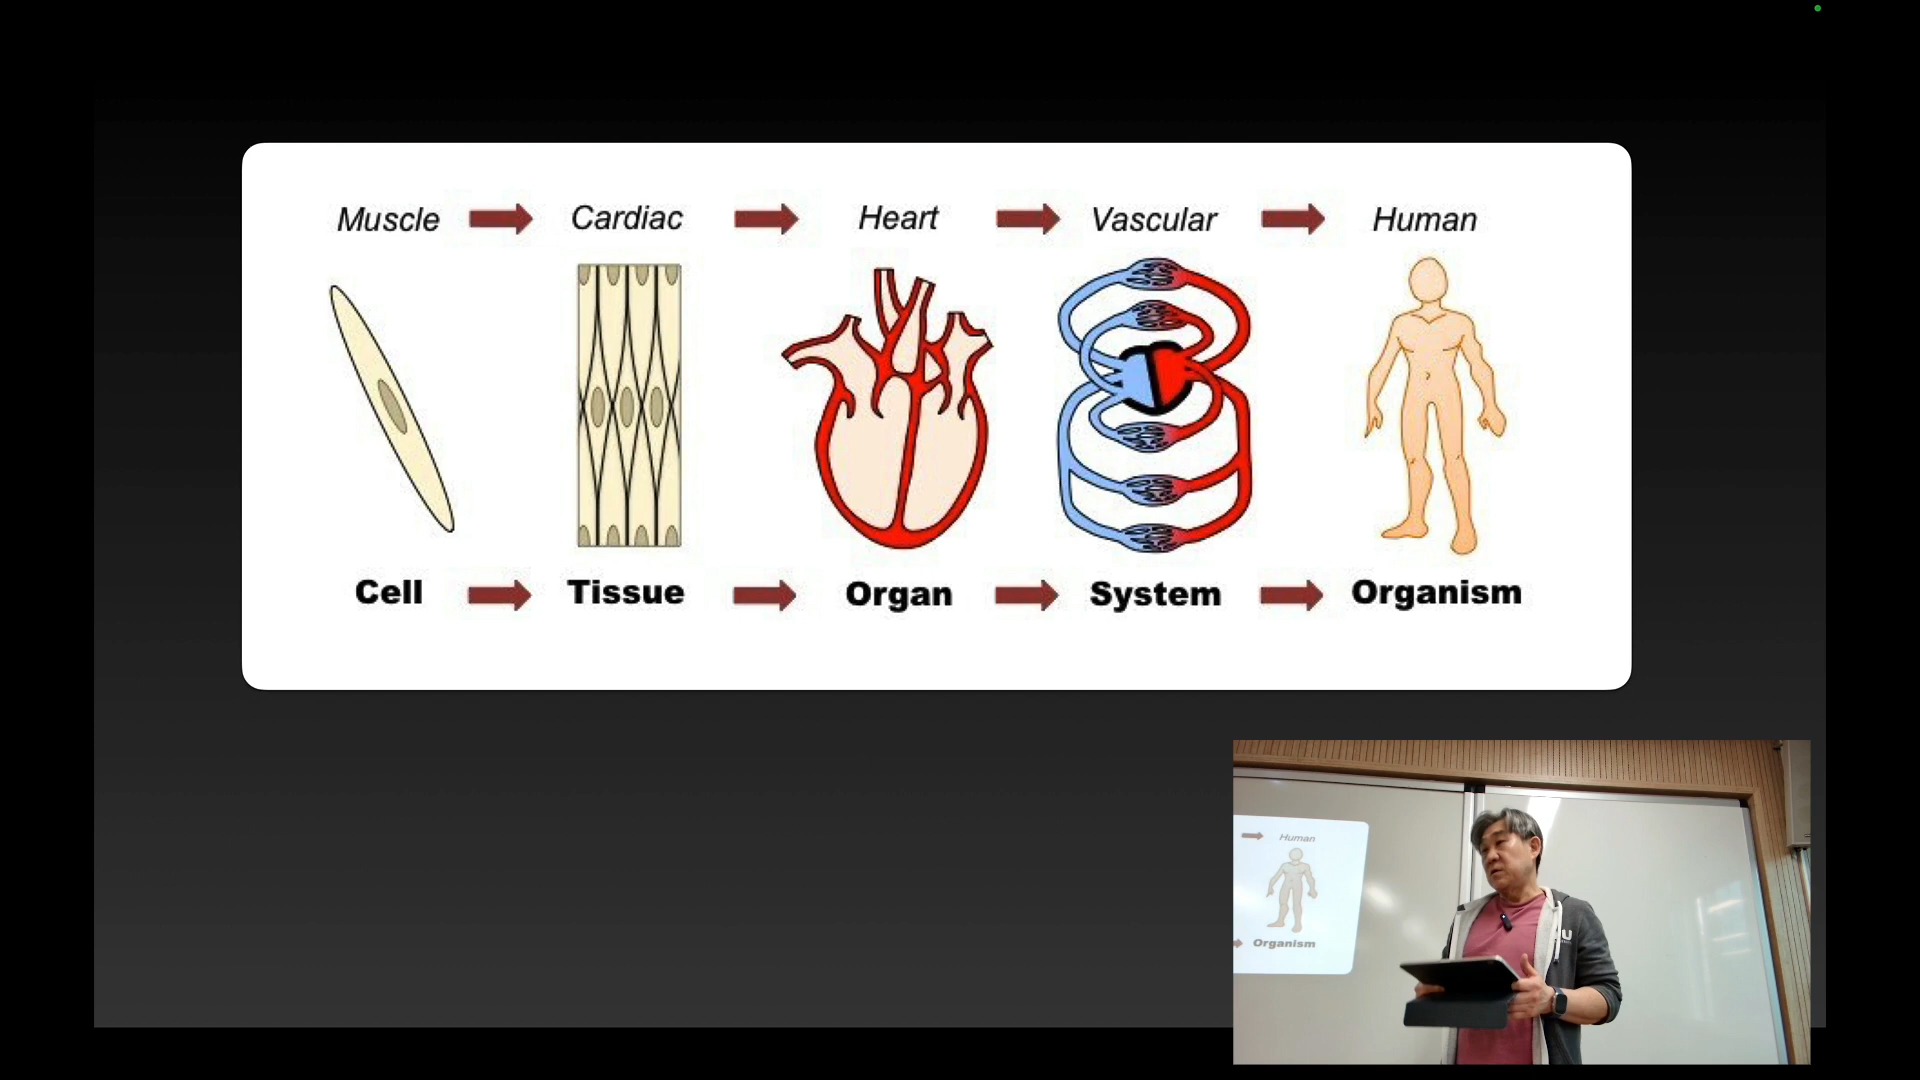 Muscle Cardiac Heart Vascular Human
Cell Tissue Organ System Organism
Human
Organism